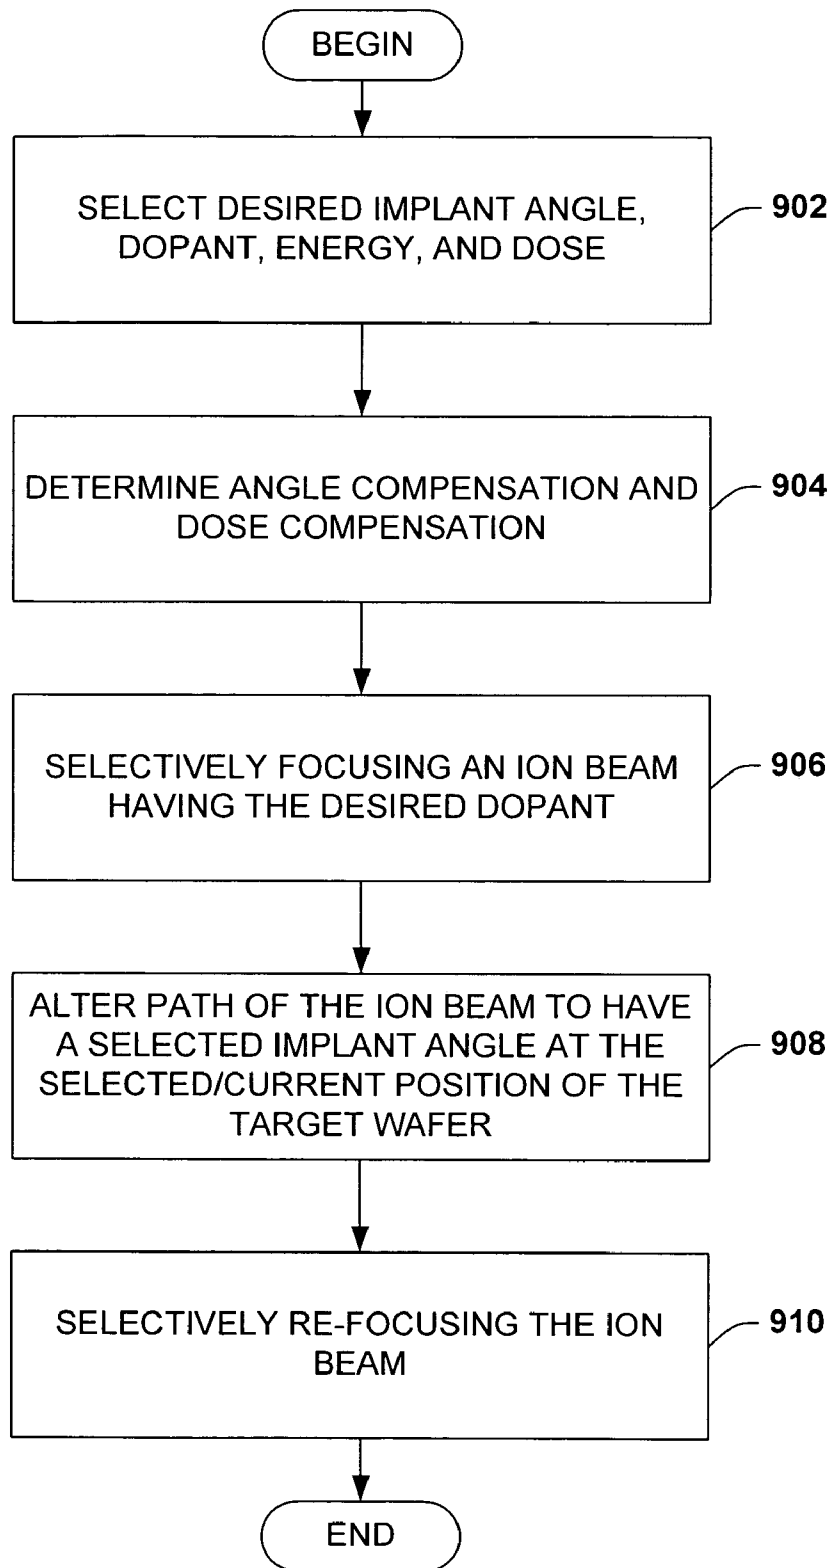 BEGIN
SELECT DESIRED IMPLANT ANGLE,
DOPANT, ENERGY, AND DOSE
902
DETERMINE ANGLE COMPENSATION AND
DOSE COMPENSATION
904
SELECTIVELY FOCUSING AN ION BEAM
HAVING THE DESIRED DOPANT
906
ALTER PATH OF THE ION BEAM TO HAVE
A SELECTED IMPLANT ANGLE AT THE
SELECTED/CURRENT POSITION OF THE
TARGET WAFER
908
SELECTIVELY RE-FOCUSING THE ION
BEAM
910
END